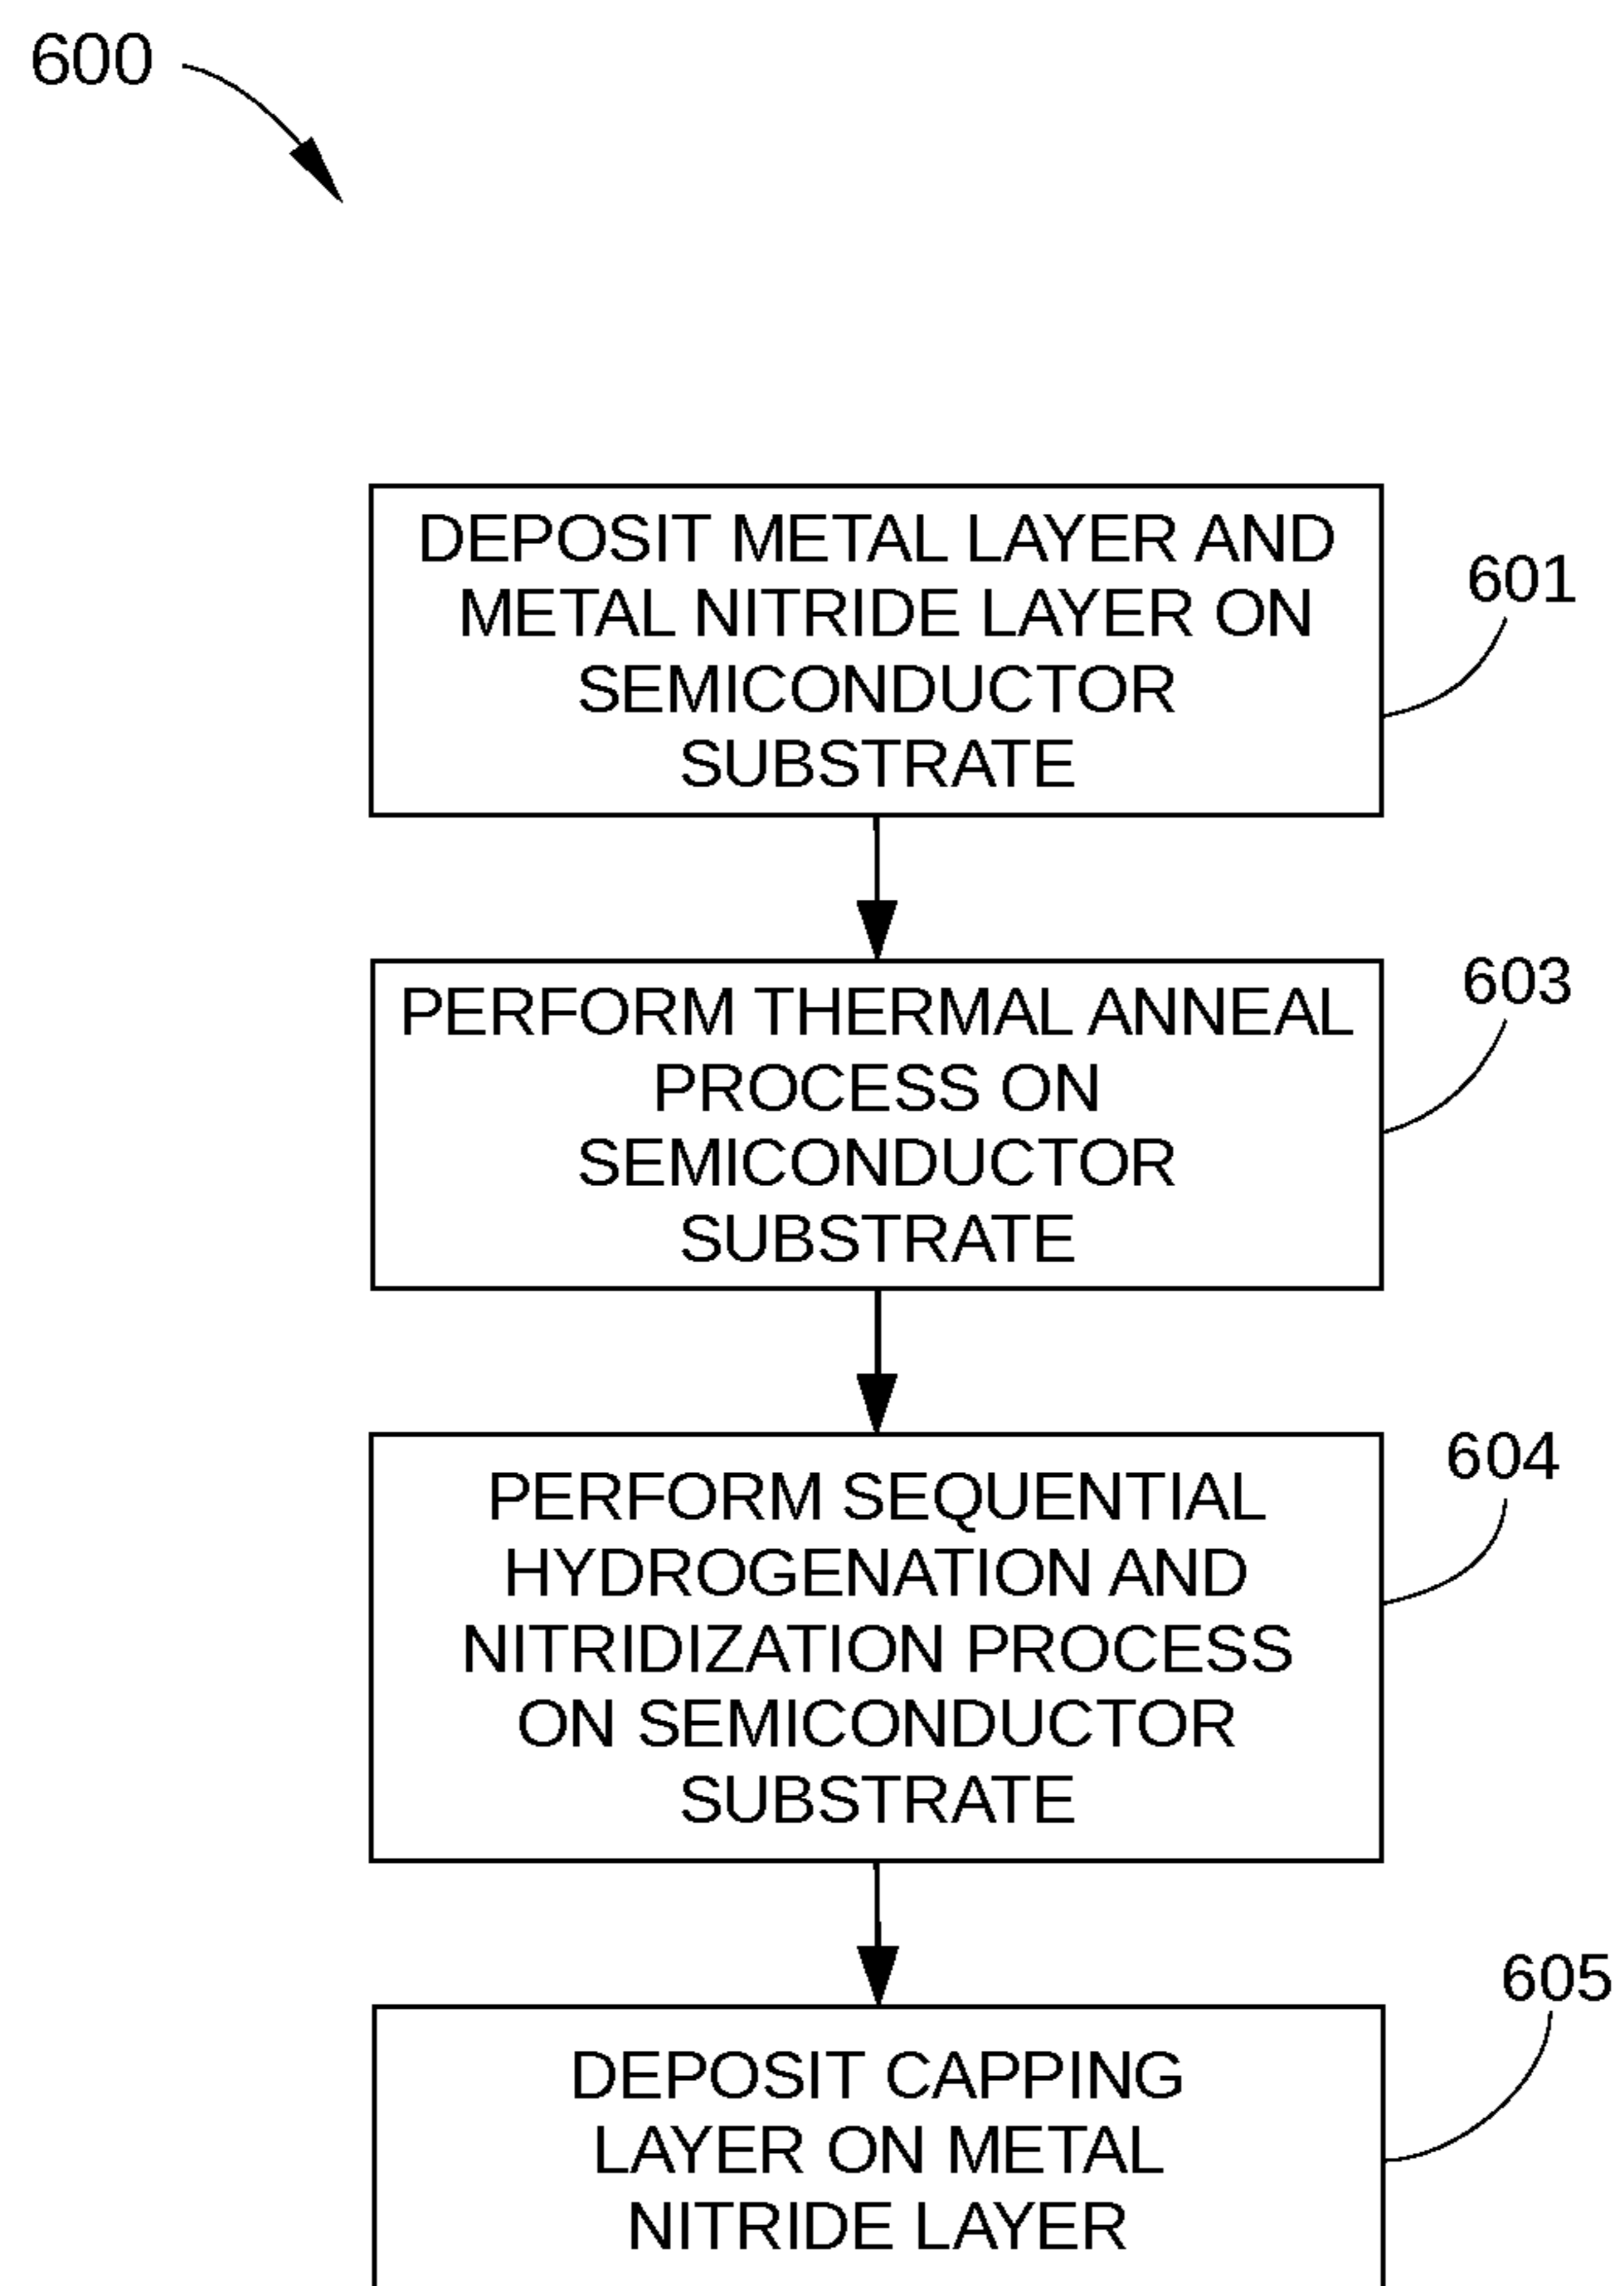 600
DEPOSIT METAL LAYER AND
METAL NITRIDE LAYER ON
SEMICONDUCTOR
SUBSTRATE
601
PERFORM THERMAL ANNEAL
PROCESS ON
SEMICONDUCTOR
SUBSTRATE
603
PERFORM SEQUENTIAL
HYDROGENATION AND
NITRIDIZATION PROCESS
ON SEMICONDUCTOR
SUBSTRATE
604
DEPOSIT CAPPING
LAYER ON METAL
NITRIDE LAYER
605